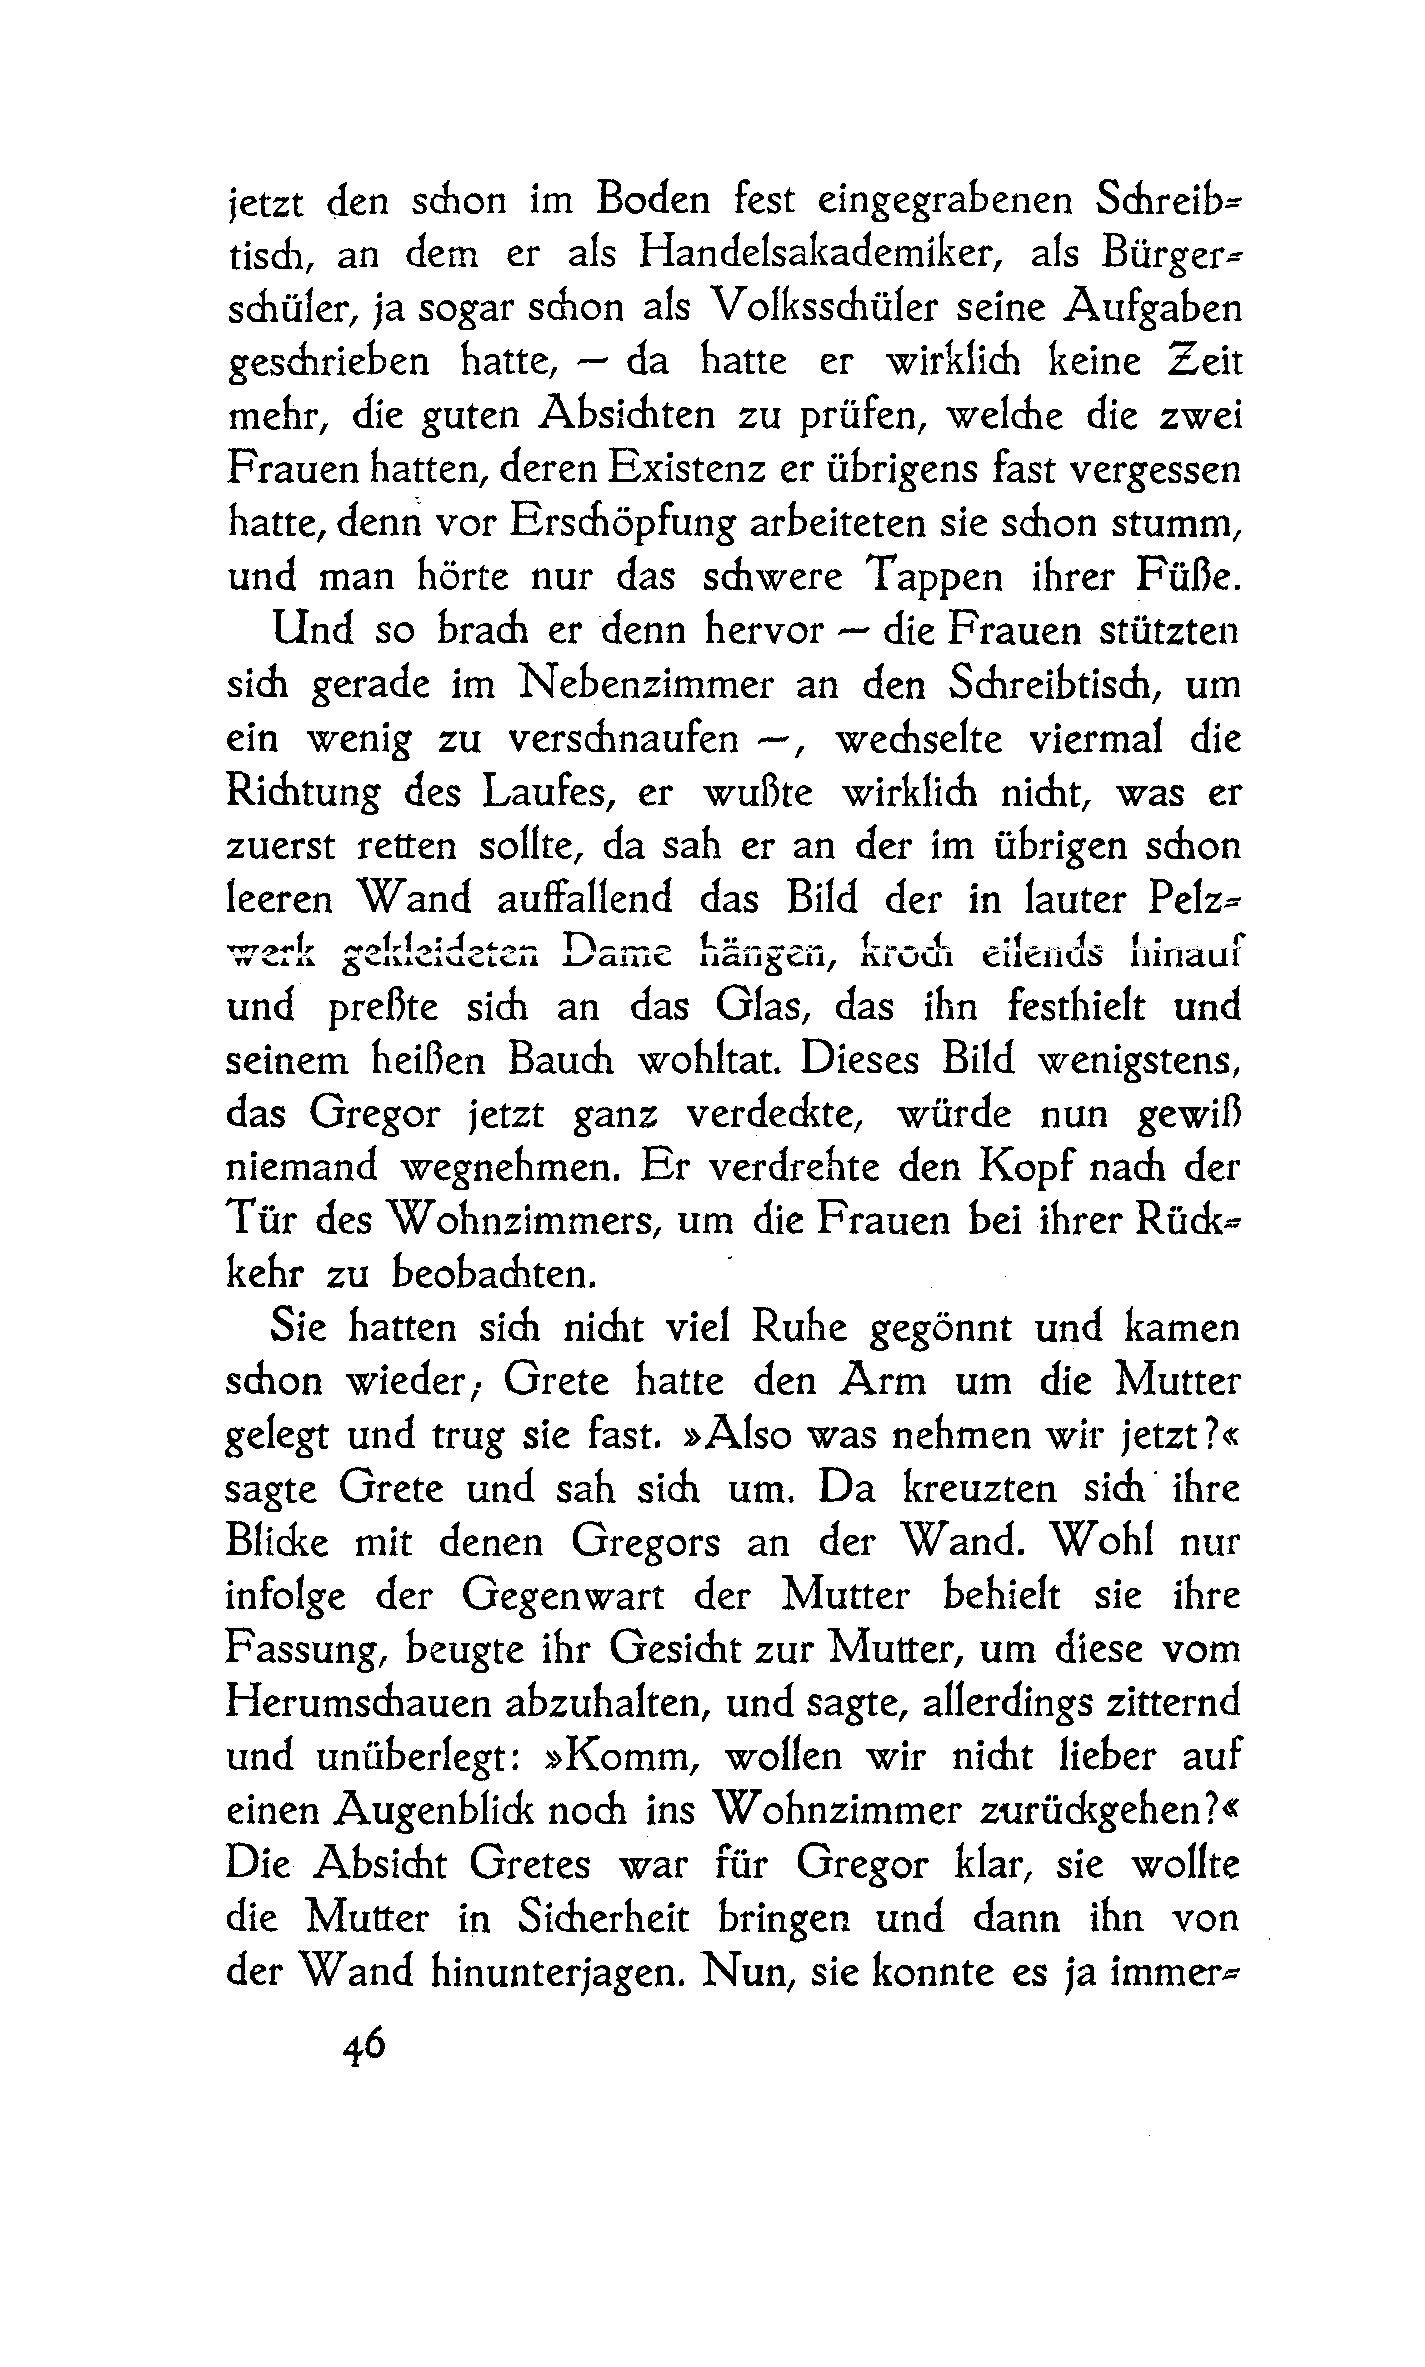 jetzt den schon im Boden fest eingegrabenen Schreib-
tisch, an dem er als Handelsakademiker, als Bürger-
schüler, ja sogar schon als Volksschüler seine Aufgaben
geschrieben hatte, — da hatte er wirklich keine Zeit
mehr, die guten Absichten zu prüfen, welche die zwei
Frauen hatten, deren Existenz er übrigens fast vergessen
hatte, denn vor Erschöpfung arbeiteten sie schon stumm,
und man hörte nur das schwere Tappen ihrer Füße.
Und so brach er denn hervor — die Frauen stützten
sich gerade im Nebenzimmer an den Schreibtisch, um
ein wenig zu verschnaufen —, wechselte viermal die
Richtung des Laufes, er wußte wirklich nicht, was er
zuerst retten sollte, da sah er an der im übrigen schon
leeren Wand auffallend das Bild der in lauter Pelz-
werk gekleideten Dame hängen, kroch eilends hinauf
und preßte sich an das Glas, das ihn festhielt und
seinem heißen Bauch wohltat. Dieses Bild wenigstens,
das Gregor jetzt ganz verdeckte, würde nun gewiß
niemand wegnehmen. Er verdrehte den Kopf nach der
Tür des Wohnzimmers, um die Frauen bei ihrer Rück-
kehr zu beobachten.
Sie hatten sich nicht viel Ruhe gegönnt und kamen
schon wieder; Grete hatte den Arm um die Mutter
gelegt und trug sie fast. »Also was nehmen wir jetzt?«
sagte Grete und sah sich um. Da kreuzten sich ihre
Blicke mit denen Gregors an der Wand. Wohl nur
infolge der Gegenwart der Mutter behielt sie ihre
Fassung, beugte ihr Gesicht zur Mutter, um diese vom
Herumschauen abzuhalten, und sagte, allerdings zitternd
und unüberlegt: »Komm, wollen wir nicht lieber auf
einen Augenblick noch ins Wohnzimmer zurückgehen?«
Die Absicht Gretes war für Gregor klar, sie wollte
die Mutter in Sicherheit bringen und dann ihn von
der Wand hinunterjagen. Nun, sie konnte es ja immer-
46